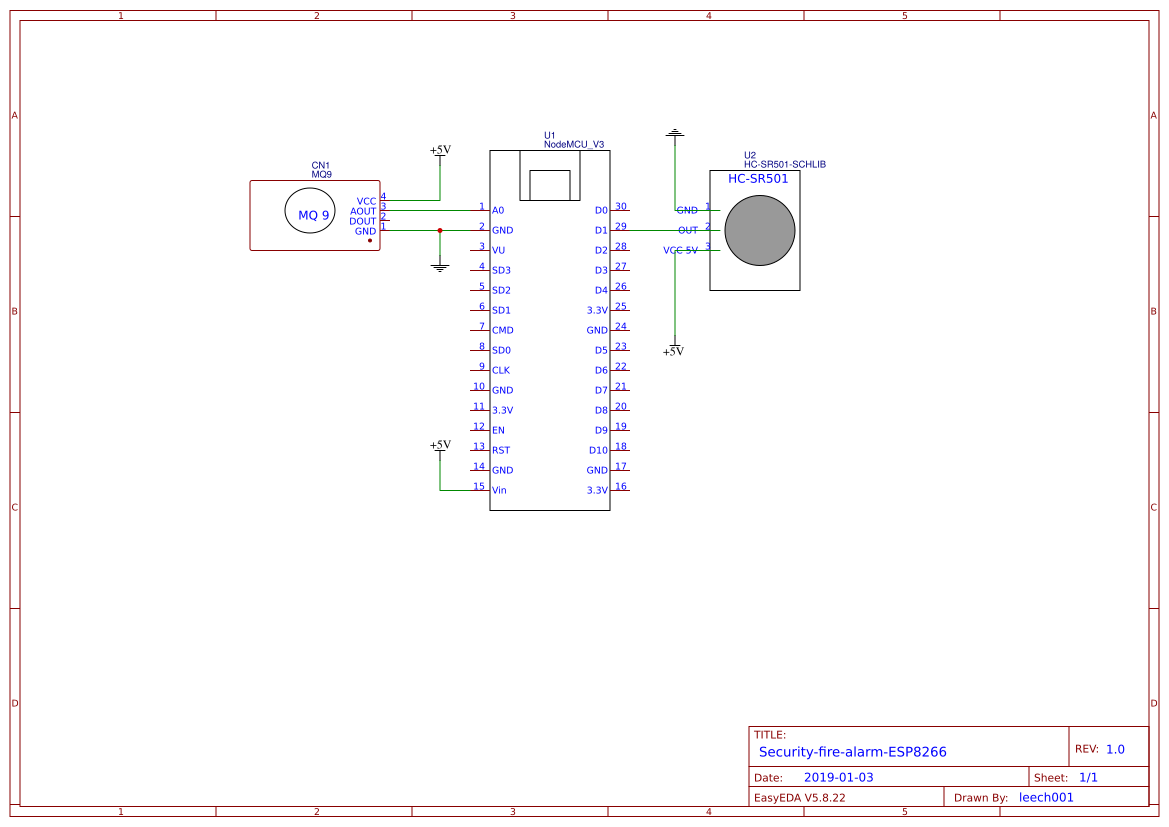 1 2 3 4 5
A A
B B
C C
D D
1 2 3 4 5
CN1
MQ9
MQ 9
VCC 4
AOUT 3
DOUT 2
GND 1
+5V
+5V
U1
NodeMCU_V3
1 A0
2 GND
3 VU
4 SD3
5 SD2
6 SD1
7 CMD
8 SD0
9 CLK
10 GND
11 3.3V
12 EN
13 RST
14 GND
15 Vin
D0 30
D1 29
D2 28
D3 27
D4 26
3.3V 25
GND 24
D5 23
D6 22
D7 21
D8 20
D9 19
D10 18
GND 17
3.3V 16
U2
HC-SR501-SCHLIB
HC-SR501
GND 1
OUT 2
VCC 5V 3
+5V
TITLE:
Security-fire-alarm-ESP8266
REV: 1.0
Date: 2019-01-03
Sheet: 1/1
EasyEDA V5.8.22
Drawn By: leech001